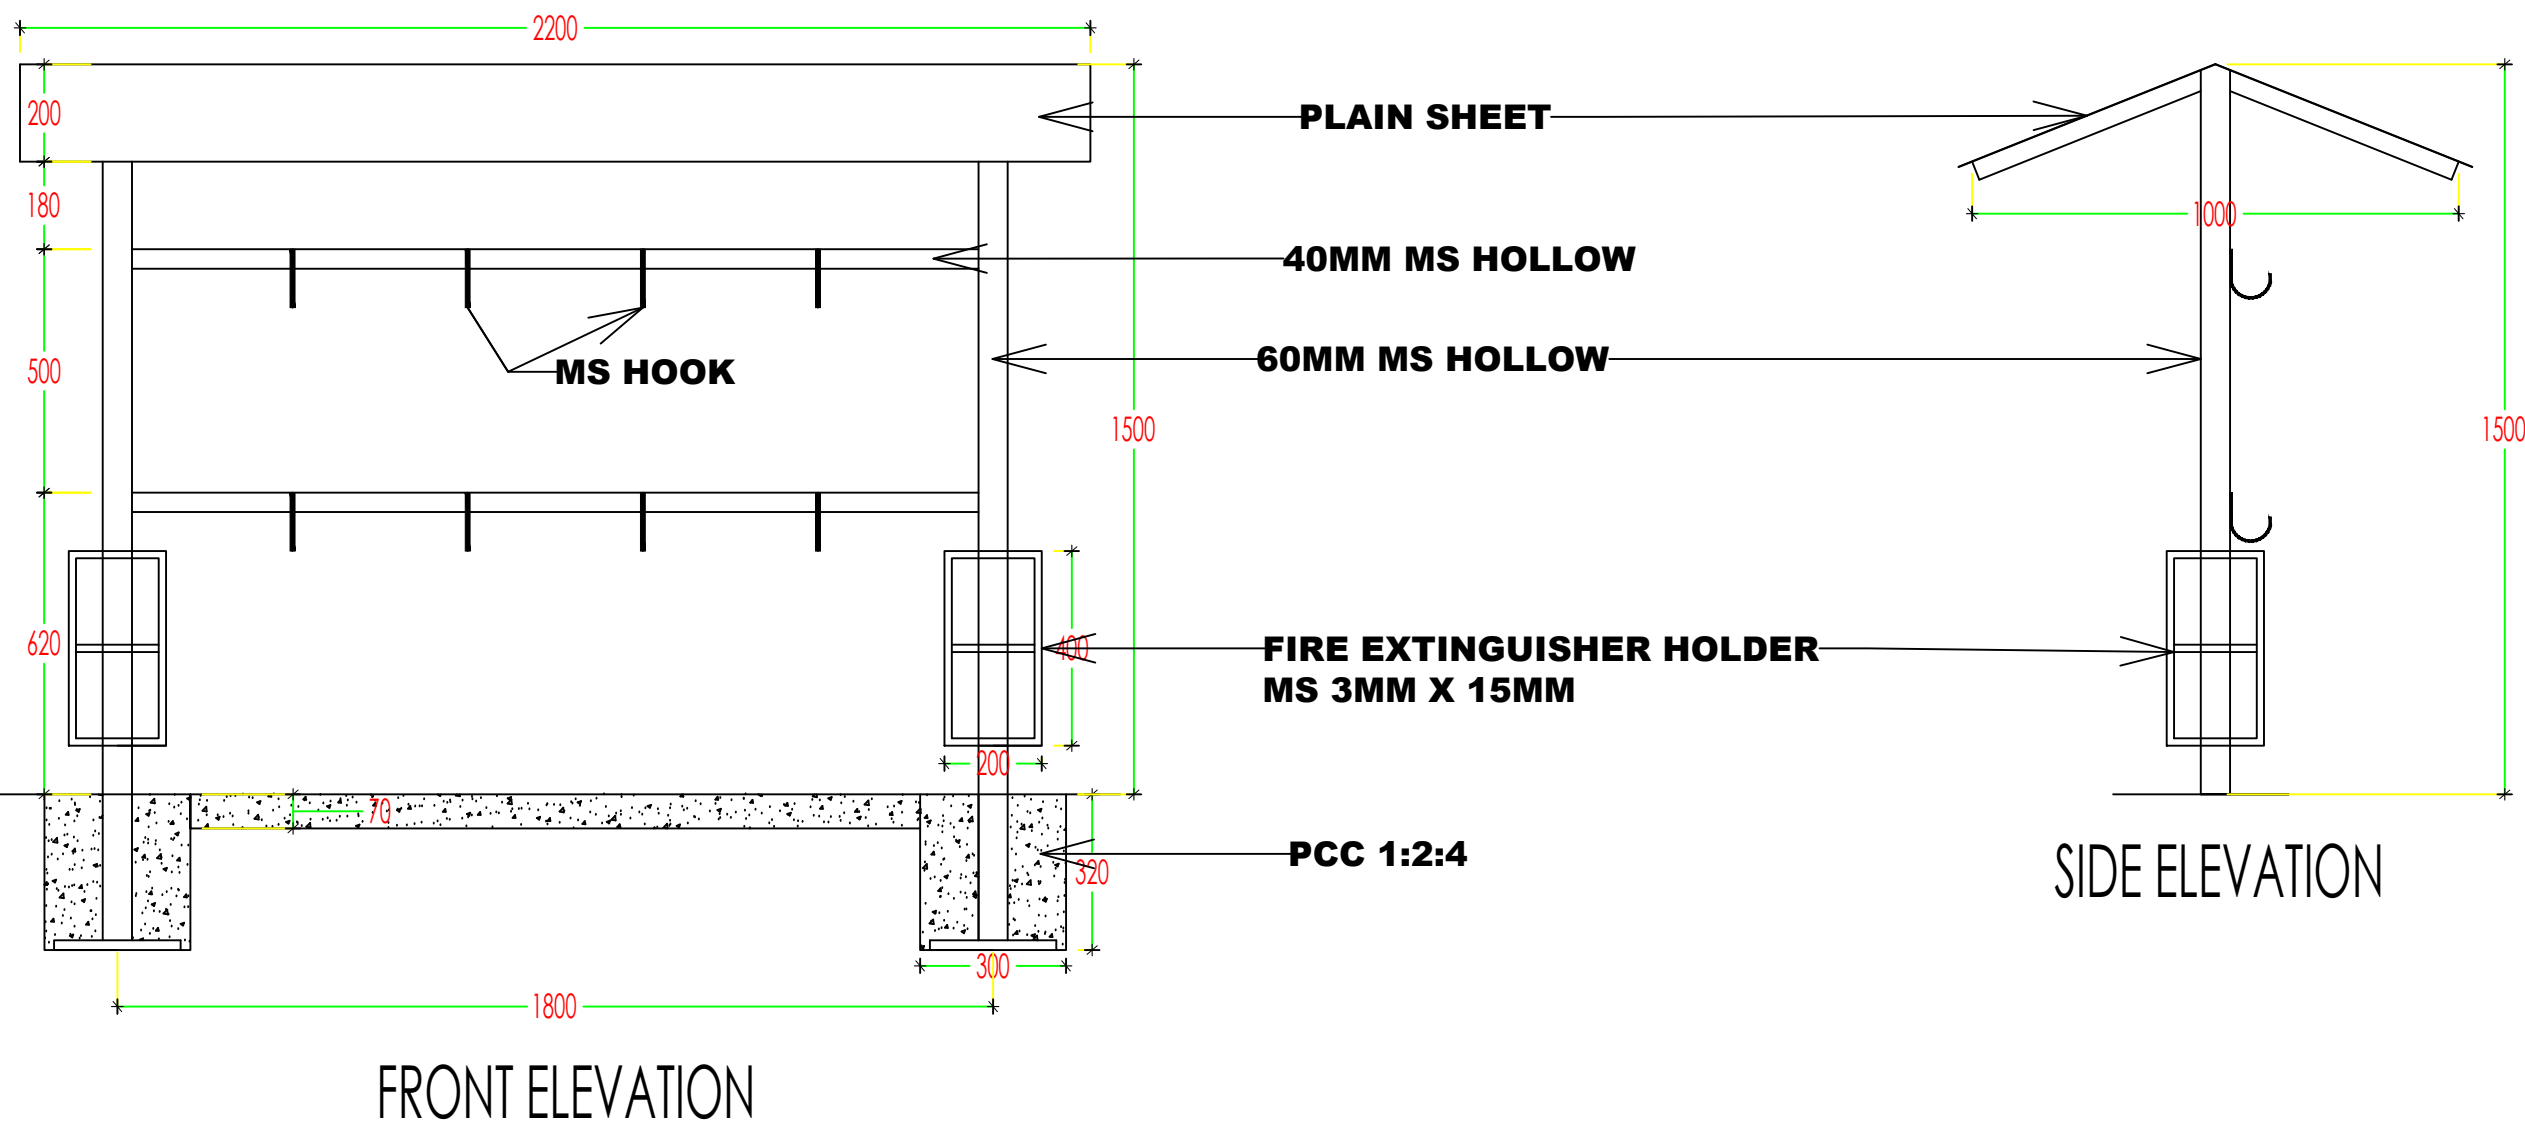 2200
200
PLAIN SHEET
180
1000
40MM MS HOLLOW
60MM MS HOLLOW
500
MS HOOK
1500
1500
620
400
FIRE EXTINGUISHER HOLDER
MS 3MM X 15MM
200
70
PCC 1:2:4
320
SIDE ELEVATION
300
1800
FRONT ELEVATION